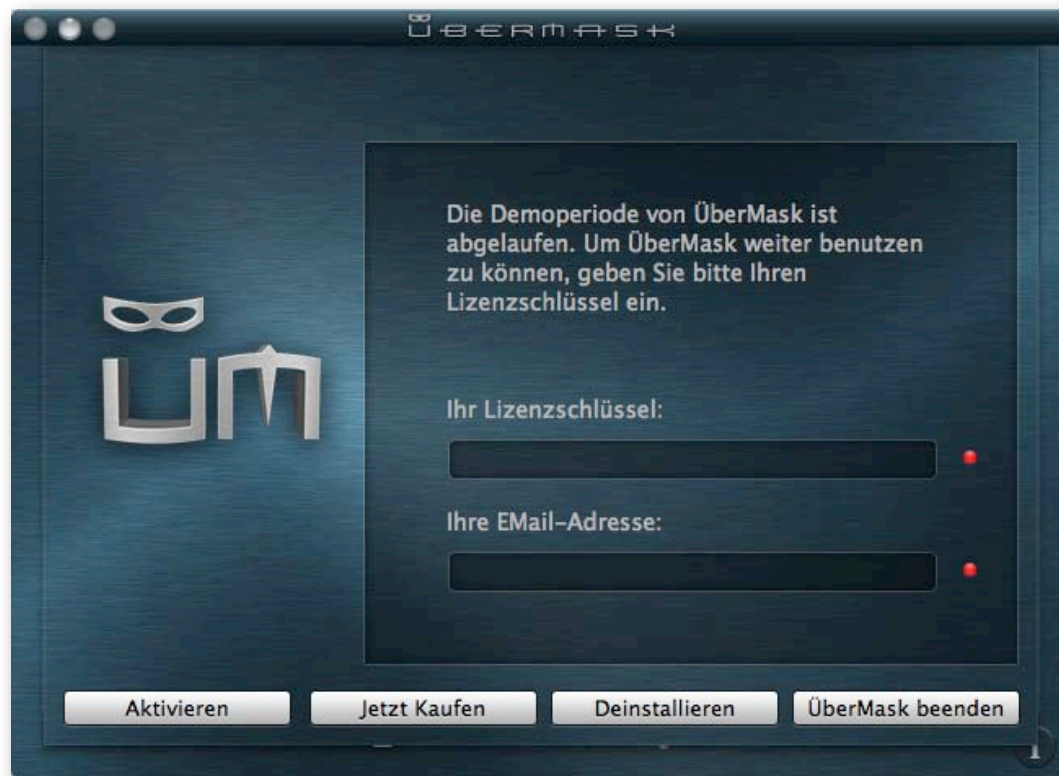 ÜBERMASK
Die Demoperiode von ÜberMask ist
abgelaufen. Um ÜberMask weiter benutzen
zu können, geben Sie bitte Ihren
Lizenzschlüssel ein.
üm
Ihr Lizenzschlüssel:
Ihre EMail-Adresse:
Aktivieren
Jetzt Kaufen
Deinstallieren
ÜberMask beenden
i